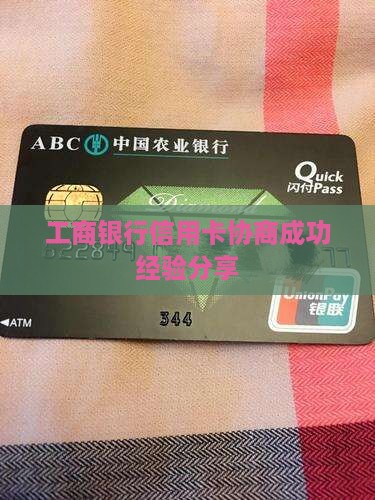 ABC 中国农业银行
Quick
闪付Pass
Diamond
工商银行信用卡协商成功
经验分享
UnionPay
银联
◀ATM
344